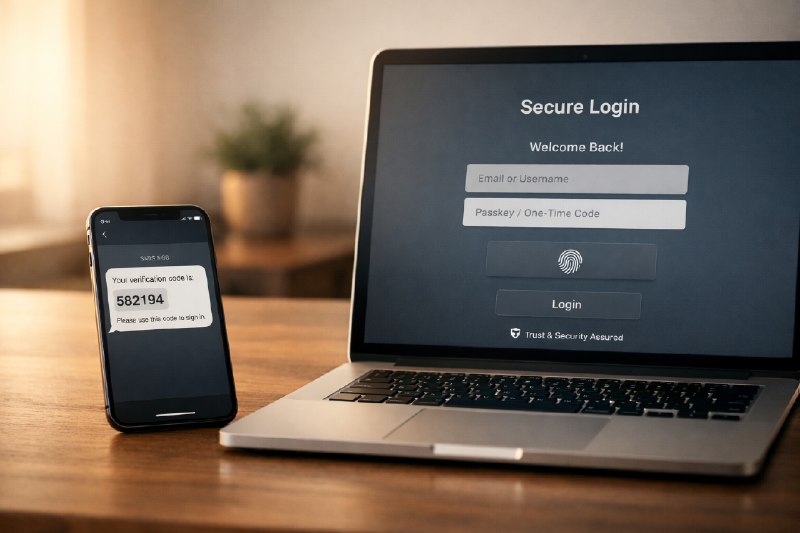 Your verification code is:
582194
Please use this code to sign in.
Secure Login
Welcome Back!
Email or Username
Passkey / One-Time Code
Login
Trust & Security Assured